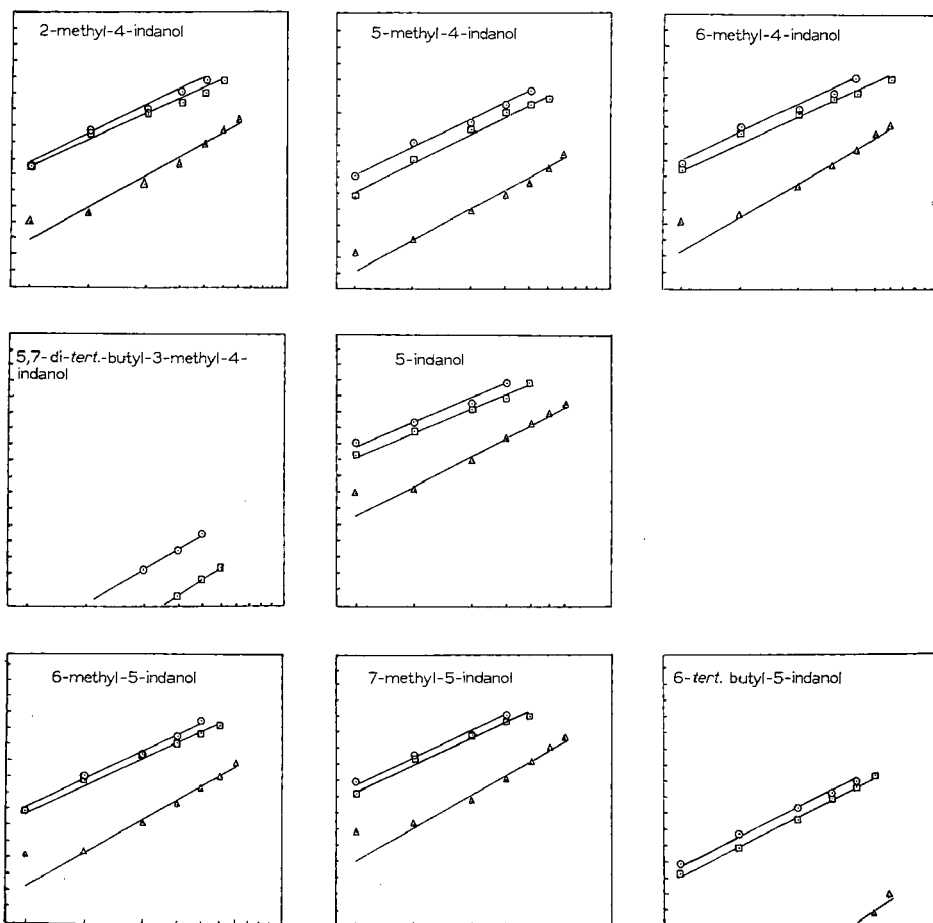 2-methyl-4-indanol
5-methyl-4-indanol
6-methyl-4-indanol
5,7-di-tert.-butyl-3-methyl-4-
indanol
5-indanol
6-methyl-5-indanol
7-methyl-5-indanol
6-tert. butyl-5-indanol